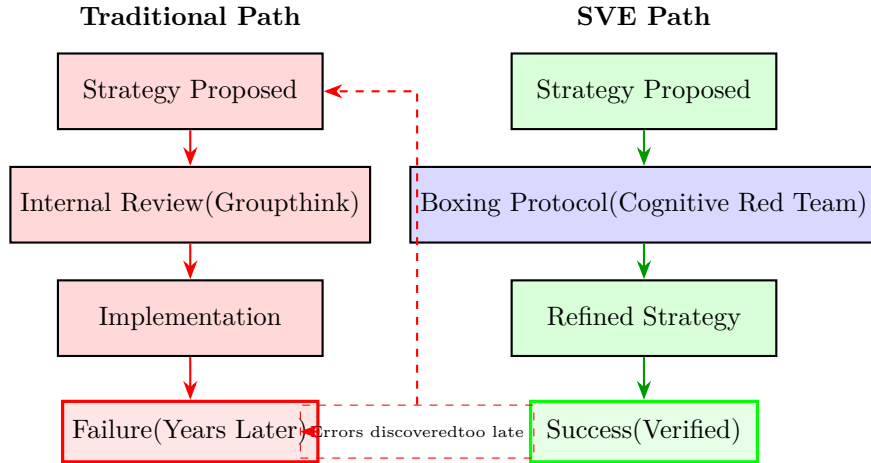 Traditional Path
SVE Path
Strategy Proposed
Strategy Proposed
Internal Review(Groupthink)
Boxing Protocol(Cognitive Red Team)
Implementation
Refined Strategy
Failure(Years Later)
Errors discoveredtoo late
Success(Verified)